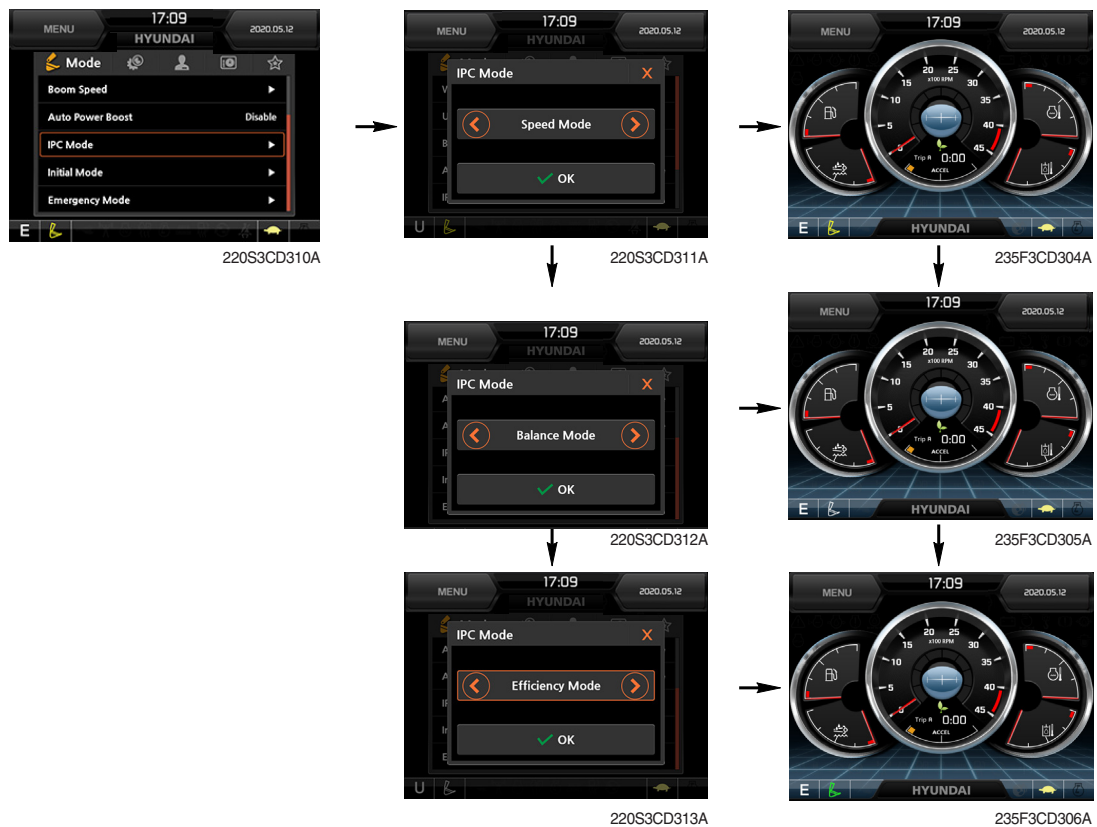 17:09
MENU
2020.05.12
HYUNDAI
Mode
Boom Speed
Auto Power Boost Disable
IPC Mode
Initial Mode
Emergency Mode
E
220S3CD310A
17:09
MENU
2020.05.12
HYUNDAI
IPC Mode X
Speed Mode
OK
U
220S3CD311A
17:09
MENU
2020.05.12
20 25
x100 RPM
15 30
10 35
5 40
0 45
Trip A 0:00
ACCEL
E HYUNDAI
235F3CD304A
17:09
MENU
2020.05.12
HYUNDAI
IPC Mode X
Balance Mode
OK
220S3CD312A
17:09
MENU
2020.05.12
20 25
x100 RPM
15 30
10 35
5 40
0 45
Trip A 0:00
ACCEL
E HYUNDAI
235F3CD305A
17:09
MENU
2020.05.12
HYUNDAI
IPC Mode X
Efficiency Mode
OK
U
220S3CD313A
17:09
MENU
2020.05.12
20 25
x100 RPM
15 30
10 35
5 40
0 45
Trip A 0:00
ACCEL
E HYUNDAI
235F3CD306A